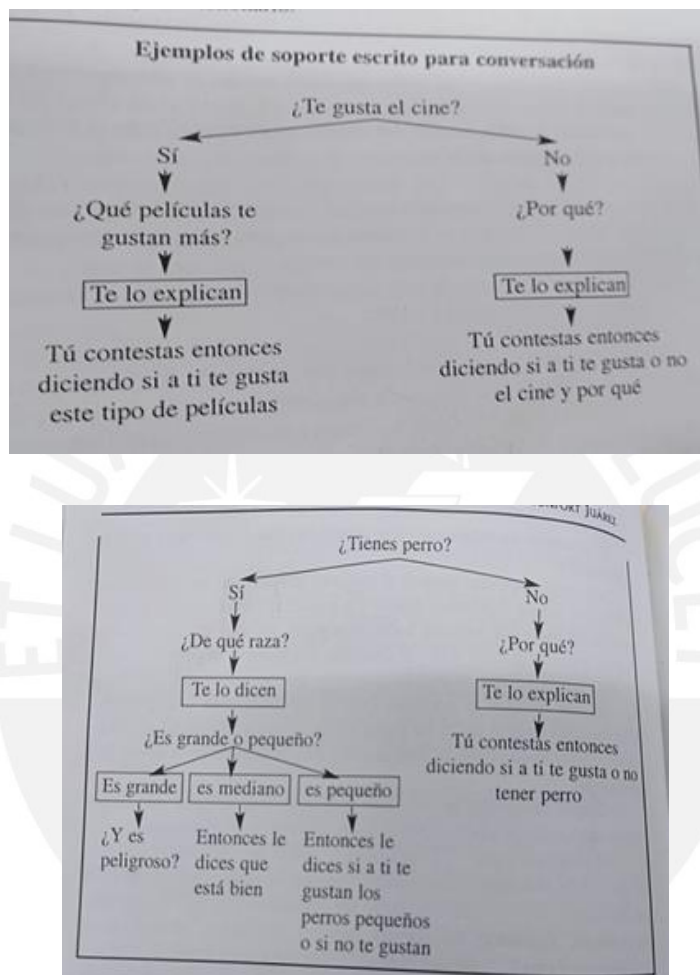 Ejemplos de soporte escrito para conversación
¿Te gusta el cine?
Sí
No
¿Qué películas te
gustan más?
¿Por qué?
Te lo explican
Te lo explican
Tú contestas entonces
diciendo si a ti te gusta
este tipo de películas
Tú contestas entonces
diciendo si a ti te gusta o no
el cine y por qué
JUÁREZ
¿Tienes perro?
Sí
No
¿De qué raza?
¿Por qué?
Te lo dicen
Te lo explican
¿Es grande o pequeño?
Tú contestas entonces
diciendo si a ti te gusta o no
tener perro
Es grande
es mediano
es pequeño
¿Y es
peligroso?
Entonces le
dices que
está bien
Entonces le
dices si a ti te
gustan los
perros pequeños
o si no te gustan